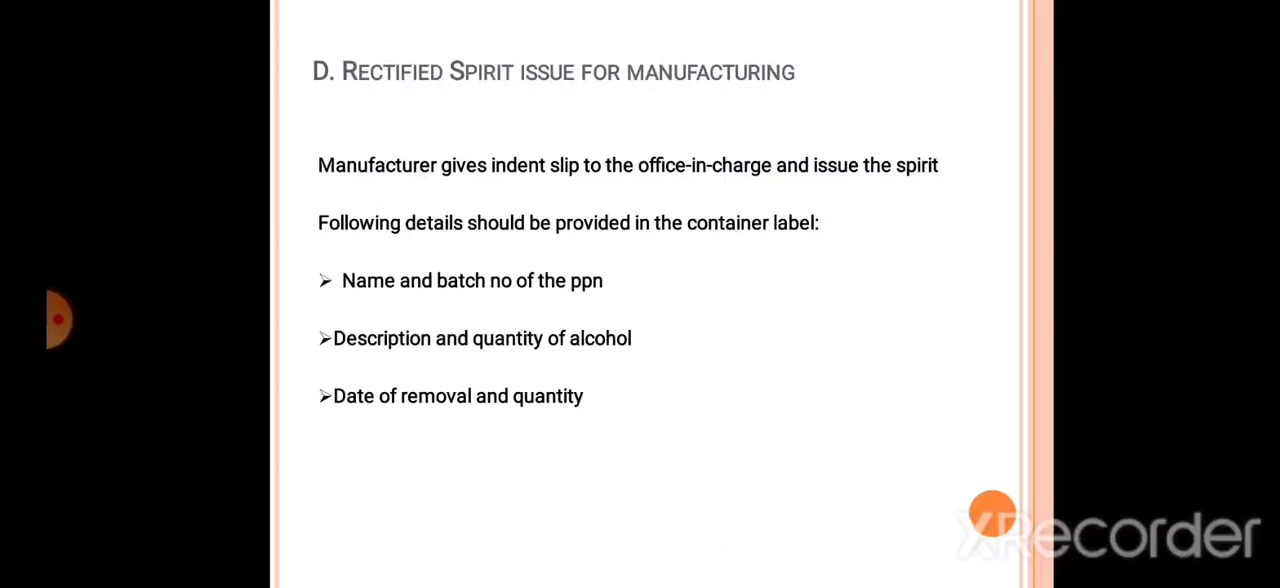 D. RECTIFIED SPIRIT ISSUE FOR MANUFACTURING
Manufacturer gives indent slip to the office-in-charge and issue the spirit
Following details should be provided in the container label:
➢ Name and batch no of the ppn
➢Description and quantity of alcohol
➢Date of removal and quantity
XRecorder